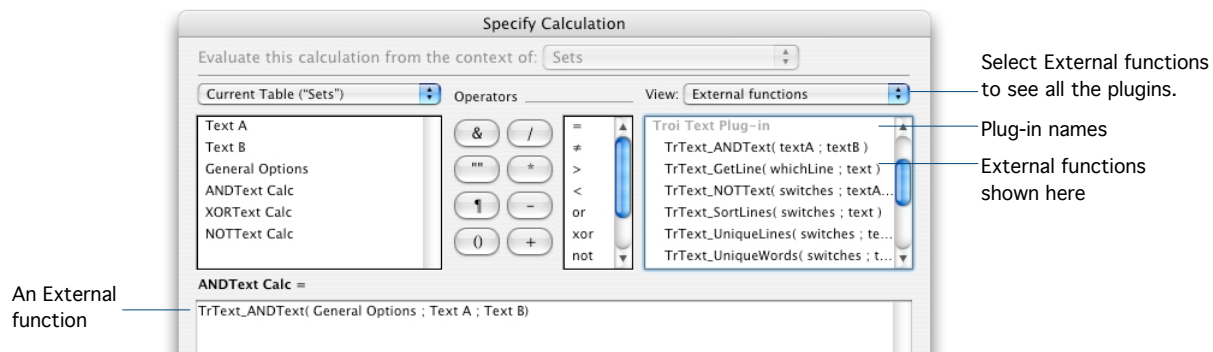 Specify Calculation
Evaluate this calculation from the context of: Sets
Current Table ("Sets")
Operators
View: External functions
Text A
Text B
General Options
ANDText Calc
XORText Calc
NOTText Calc
& /
"" *
¶ -
() +
=
≠
>
<
or
xor
not
Troi Text Plug-in
TrText_ANDText( textA ; textB )
TrText_GetLine( whichLine ; text )
TrText_NOTText( switches ; textA...
TrText_SortLines( switches ; text )
TrText_UniqueLines( switches ; te...
TrText_UniqueWords( switches ; t...
Select External functions
to see all the plugins.
Plug-in names
External functions
shown here
ANDText Calc =
An External
function
TrText_ANDText( General Options ; Text A ; Text B)